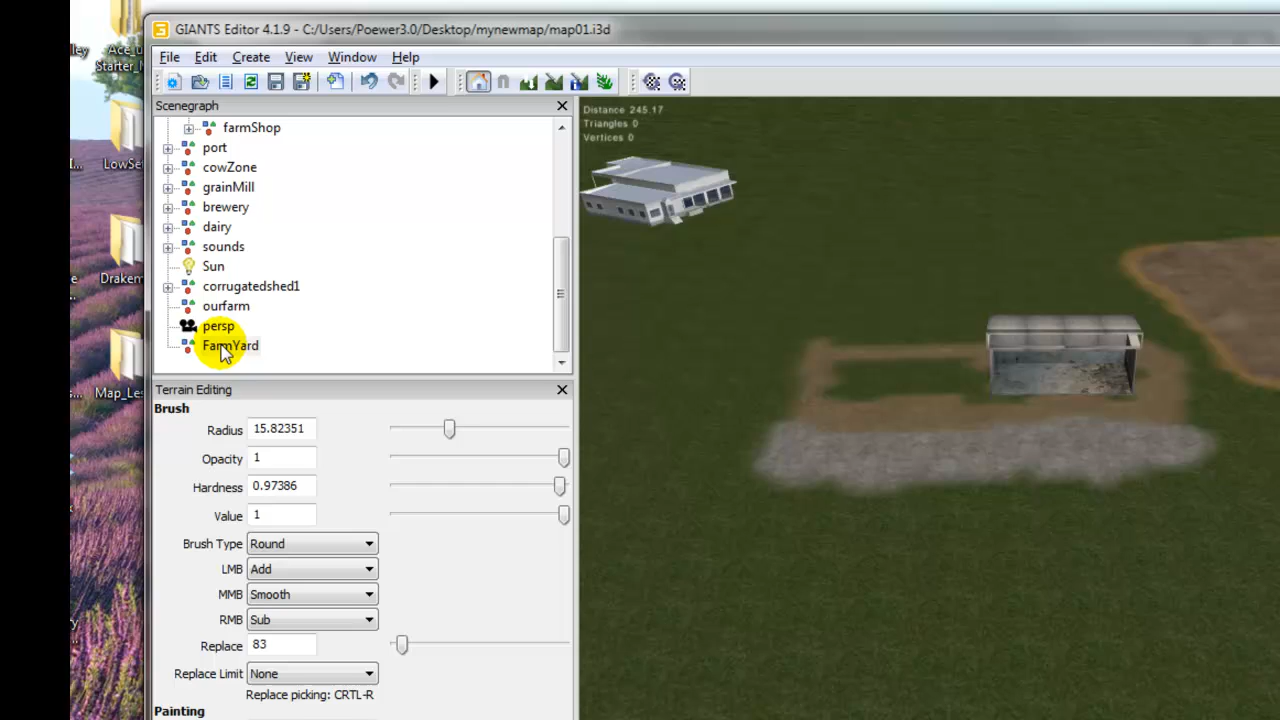 GIANTS Editor 4.1.9 - C:/Users/Poewer3.0/Desktop/mynewmap/map01.i3d
File Edit Create View Window Help
Scenegraph
farmShop
port
cowZone
grainMill
brewery
dairy
sounds
Sun
corrugatedshed1
ourfarm
persp
FarmYard
Terrain Editing
Brush
Radius 15.82351
Opacity 1
Hardness 0.97386
Value 1
Brush Type Round
LMB Add
MMB Smooth
RMB Sub
Replace 83
Replace Limit None
Replace picking: CRTL-R
Painting
Distance 245.17
Triangles 0
Vertices 0
Ace_
Starter_M
LowSe
Drakem
Map_Les